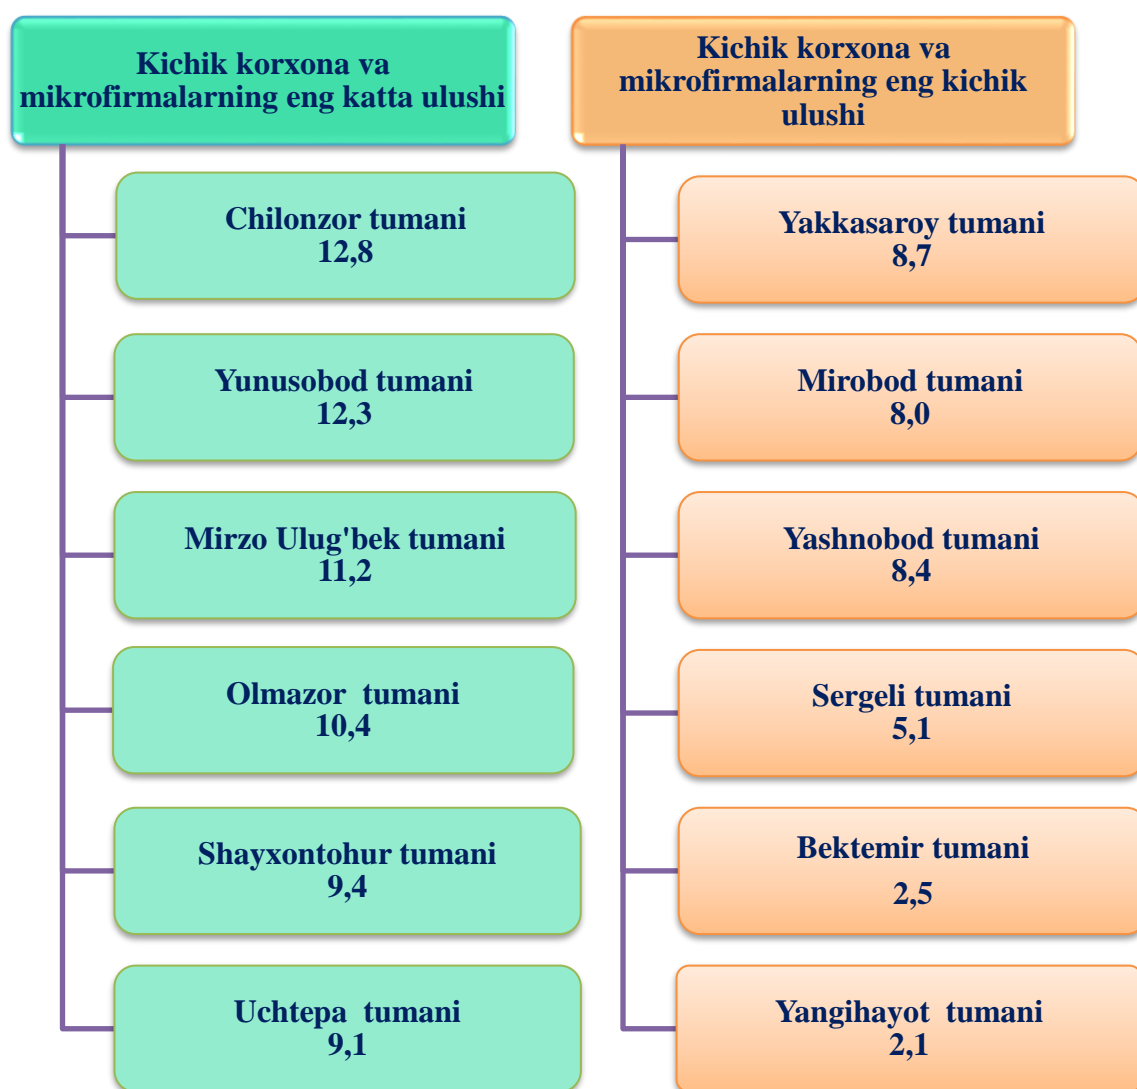 Kichik korxona va
mikrofirmalarning eng katta ulushi
Chilonzor tumani
12,8
Yunusobod tumani
12,3
Mirzo Ulug'bek tumani
11,2
Olmazor  tumani
10,4
Shayxontohur tumani
9,4
Uchtepa  tumani
9,1
Kichik korxona va
mikrofirmalarning eng kichik
ulushi
Yakkasaroy tumani
8,7
Mirobod tumani
8,0
Yashnobod tumani
8,4
Sergeli tumani
5,1
Bektemir tumani
2,5
Yangihayot  tumani
2,1